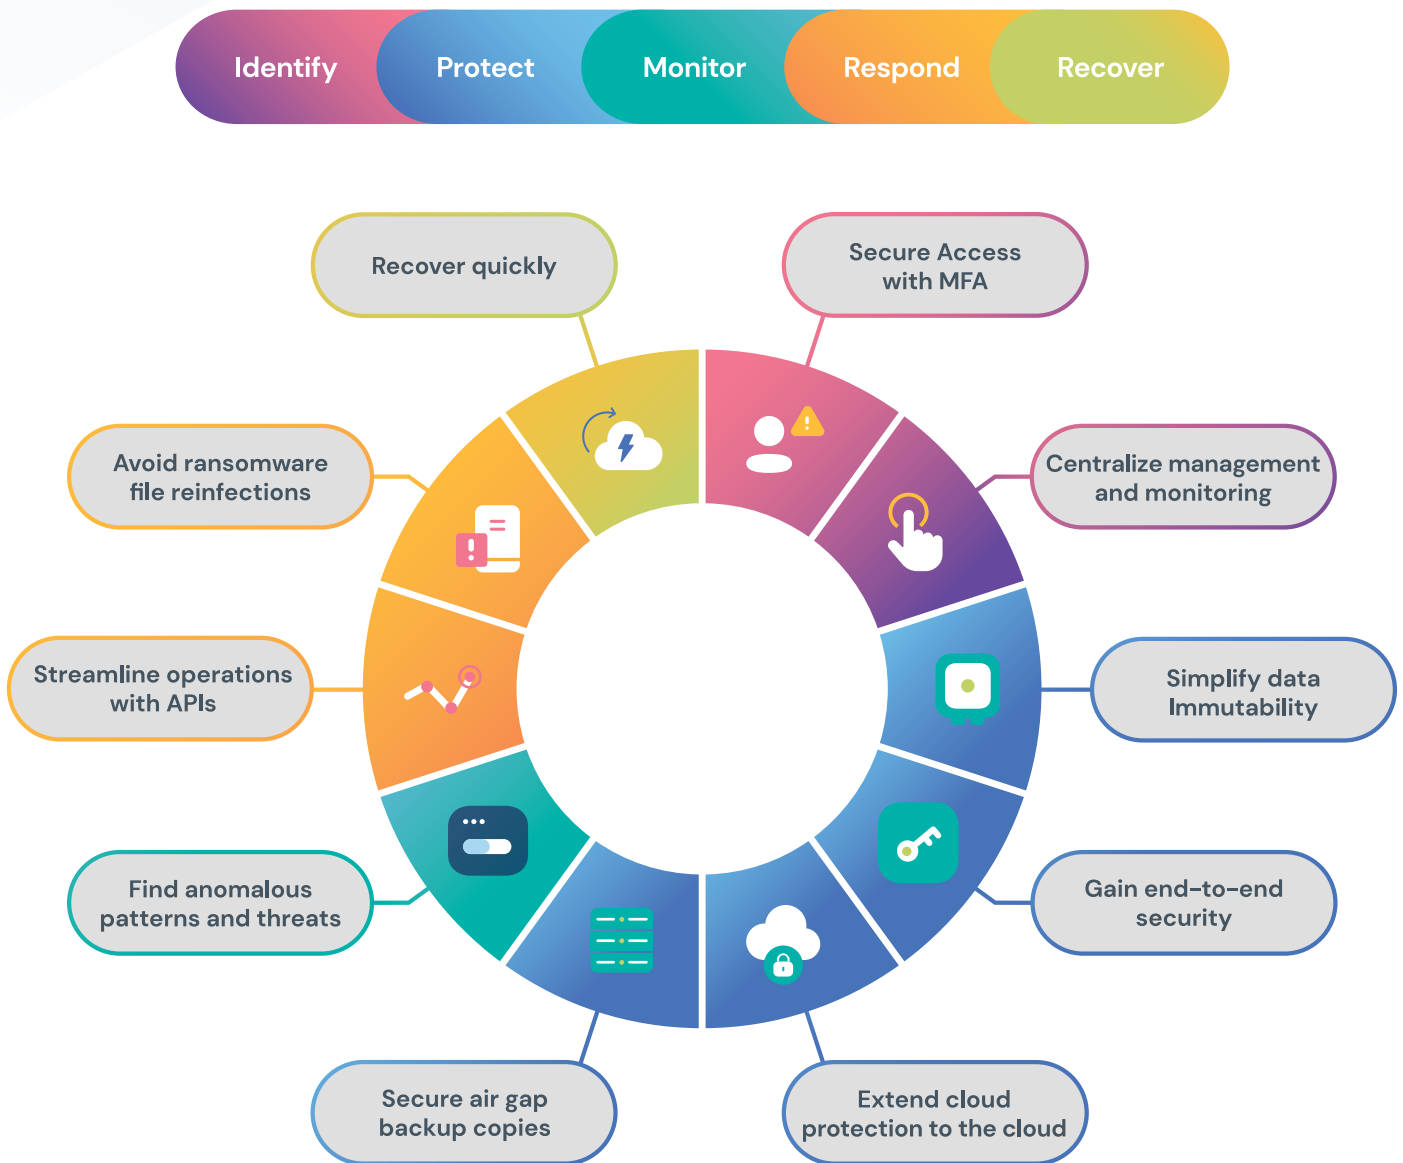 Identify
Protect
Monitor
Respond
Recover
Recover quickly
Secure Access
with MFA
Avoid ransomware
file reinfections
Centralize management
and monitoring
Streamline operations
with APIs
Simplify data
Immutability
Find anomalous
patterns and threats
Gain end-to-end
security
Secure air gap
backup copies
Extend cloud
protection to the cloud